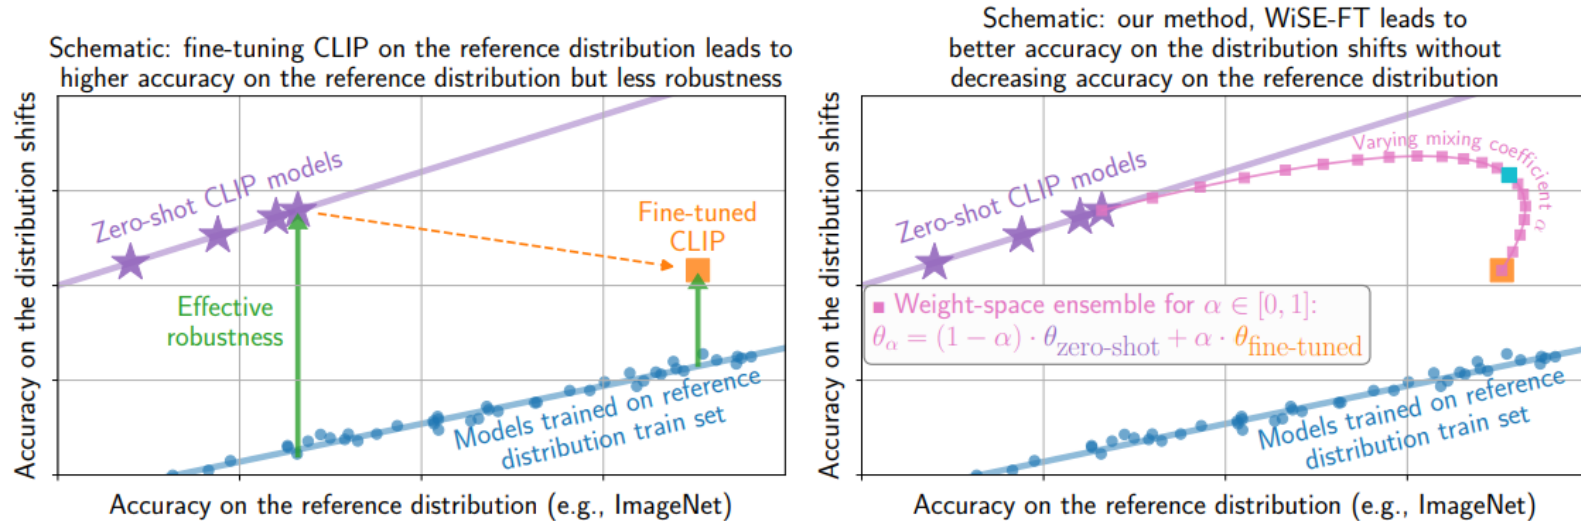 Schematic: fine-tuning CLIP on the reference distribution leads to
higher accuracy on the reference distribution but less robustness
Accuracy on the distribution shifts
Zero-shot CLIP models
Fine-tuned
CLIP
Effective
robustness
Models trained on reference
distribution train set
Accuracy on the reference distribution (e.g., ImageNet)
Schematic: our method, WiSE-FT leads to
better accuracy on the distribution shifts without
decreasing accuracy on the reference distribution
Accuracy on the distribution shifts
Varying mixing coefficient α
Zero-shot CLIP models
Weight-space ensemble for α ∈ [0, 1]:
θ_α = (1 − α) · θ_zero-shot + α · θ_fine-tuned
Models trained on reference
distribution train set
Accuracy on the reference distribution (e.g., ImageNet)